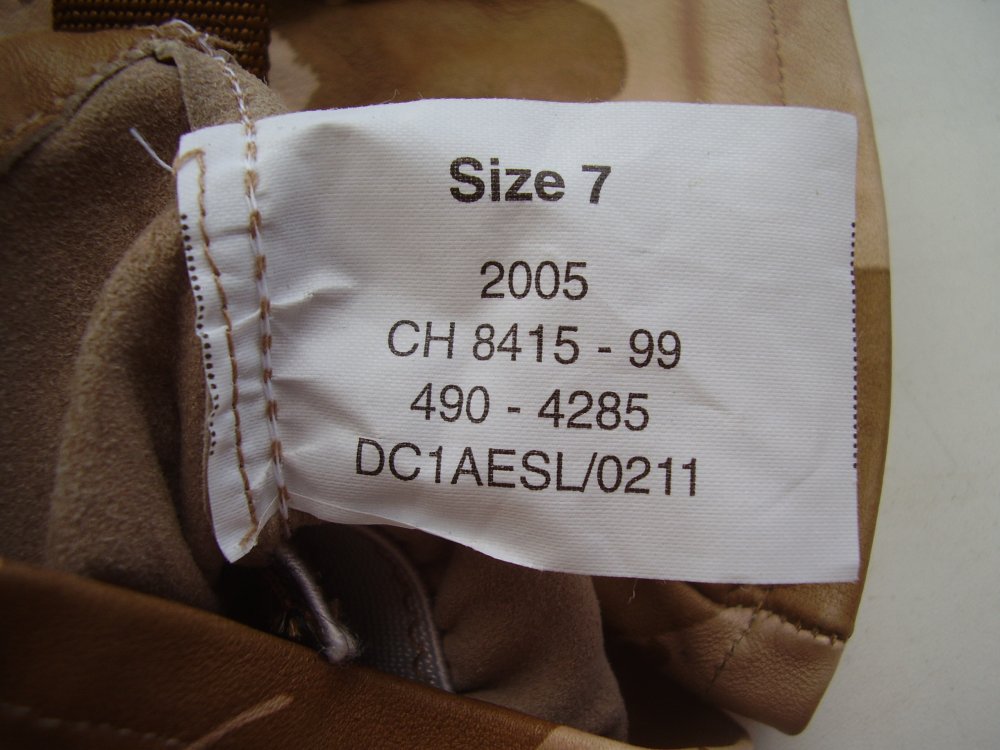 Size 7
2005
CH 8415 - 99
490 - 4285
DC1AESL/0211